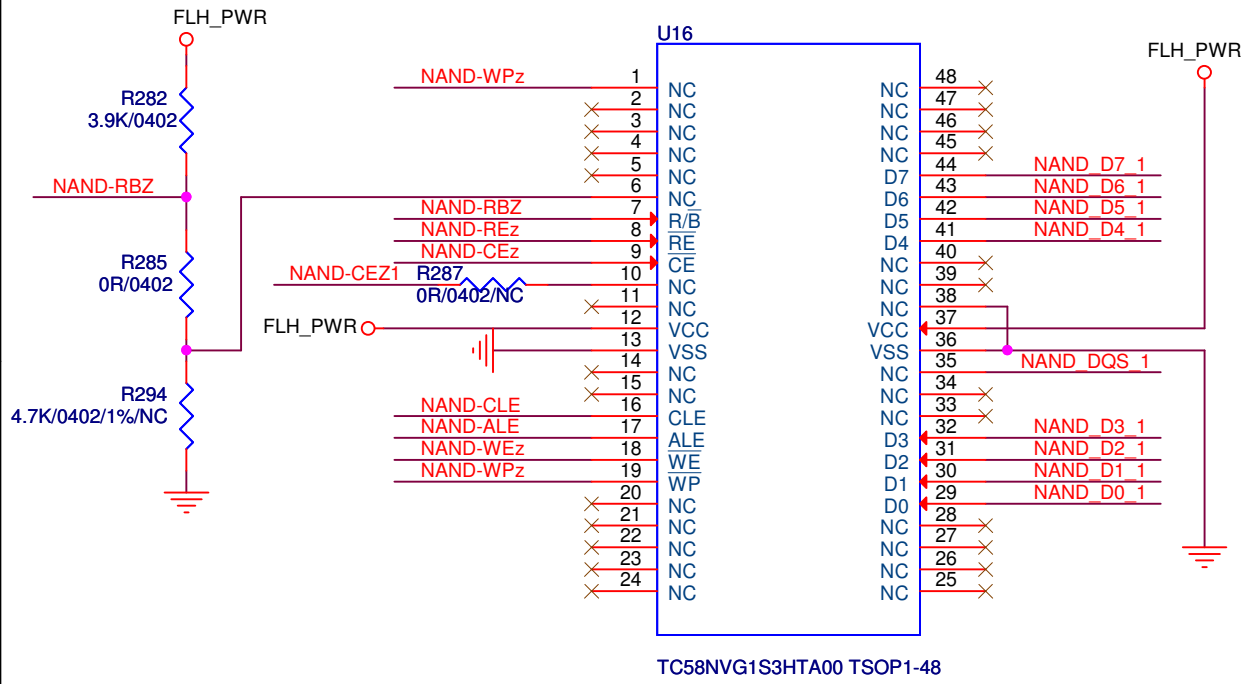 FLH_PWR
R282
3.9K/0402
NAND-RBZ
R285
0R/0402
R294
4.7K/0402/1%/NC
U16
NAND-WPz 1 NC
2 NC
3 NC
4 NC
5 NC
6 NC
NAND-RBZ 7 R/B
NAND-REz 8 RE
NAND-CEz 9 CE
NAND-CEZ1 R287 10 NC
0R/0402/NC
11 NC
FLH_PWR 12 VCC
13 VSS
14 NC
15 NC
NAND-CLE 16 CLE
NAND-ALE 17 ALE
NAND-WEz 18 WE
NAND-WPz 19 WP
20 NC
21 NC
22 NC
23 NC
24 NC
FLH_PWR
NC 48
NC 47
NC 46
NC 45
D7 44 NAND_D7_1
D6 43 NAND_D6_1
D5 42 NAND_D5_1
D4 41 NAND_D4_1
NC 40
NC 39
NC 38
VCC 37
VSS 36
NC 35 NAND_DQS_1
NC 34
NC 33
D3 32 NAND_D3_1
D2 31 NAND_D2_1
D1 30 NAND_D1_1
D0 29 NAND_D0_1
NC 28
NC 27
NC 26
NC 25
TC58NVG1S3HTA00 TSOP1-48